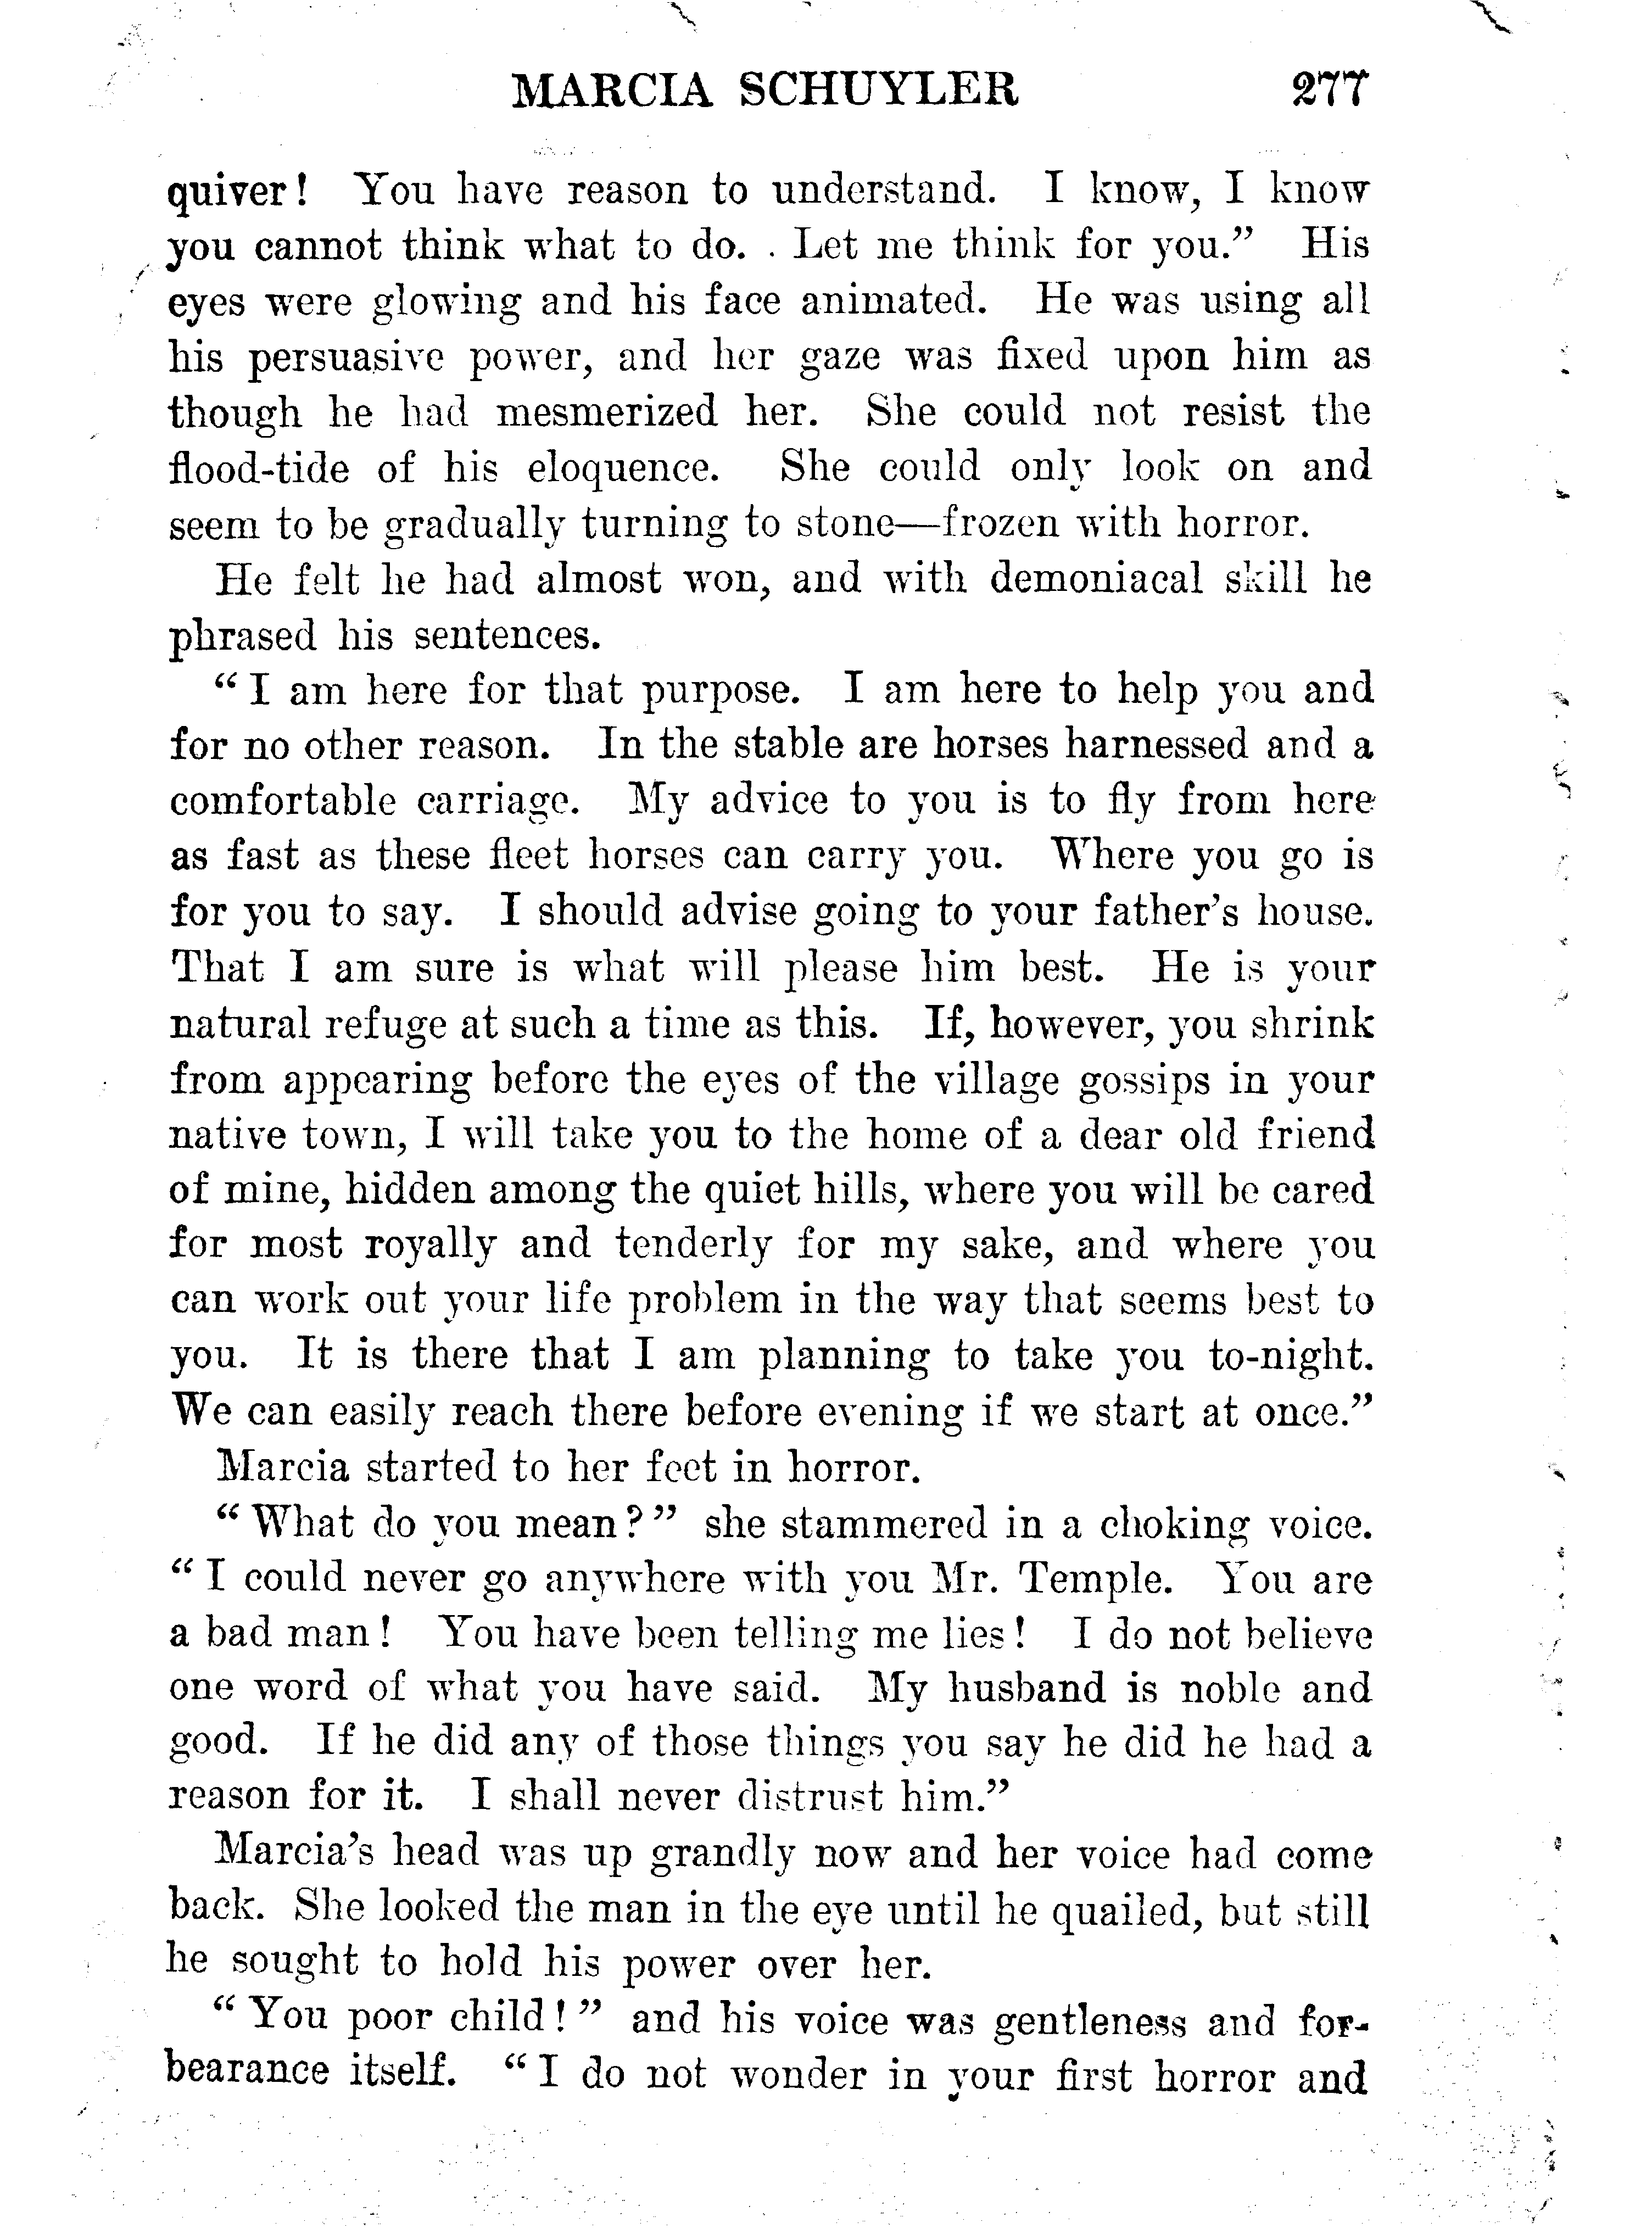 MARCIA SCHUYLER 277
quiver! You have reason to understand. I know, I know
you cannot think what to do. . Let me think for you.” His
eyes were glowing and his face animated. He was using all
his persuasive power, and her gaze was fixed upon him as
though he had mesmerized her. She could not resist the
flood-tide of his eloquence. She could only look on and
seem to be gradually turning to stone—frozen with horror.
He felt he had almost won, and with demoniacal skill he
phrased his sentences.
“I am here for that purpose. I am here to help you and
for no other reason. In the stable are horses harnessed and a
comfortable carriage. My advice to you is to fly from here
as fast as these fleet horses can carry you. Where you go is
for you to say. I should advise going to your father’s house.
That I am sure is what will please him best. He is your
natural refuge at such a time as this. If, however, you shrink
from appearing before the eyes of the village gossips in your
native town, I will take you to the home of a dear old friend
of mine, hidden among the quiet hills, where you will be cared
for most royally and tenderly for my sake, and where you
can work out your life problem in the way that seems best to
you. It is there that I am planning to take you to-night.
We can easily reach there before evening if we start at once.”
Marcia started to her feet in horror.
“What do you mean?” she stammered in a choking voice.
“I could never go anywhere with you Mr. Temple. You are
a bad man! You have been telling me lies! I do not believe
one word of what you have said. My husband is noble and
good. If he did any of those things you say he did he had a
reason for it. I shall never distrust him.”
Marcia’s head was up grandly now and her voice had come
back. She looked the man in the eye until he quailed, but still
he sought to hold his power over her.
“You poor child!” and his voice was gentleness and for-
bearance itself. “I do not wonder in your first horror and